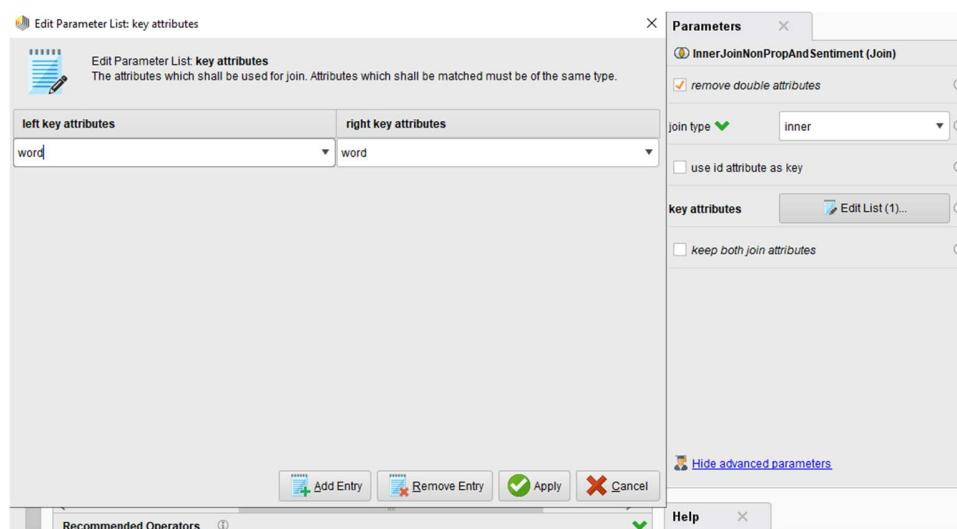 Edit Parameter List: key attributes
Edit Parameter List: key attributes
The attributes which shall be used for join. Attributes which shall be matched must be of the same type.
left key attributes right key attributes
word word
Add Entry Remove Entry Apply Cancel
Recommended Operators
Parameters
InnerJoinNonPropAndSentiment (Join)
remove double attributes
join type inner
use id attribute as key
key attributes Edit List (1)...
keep both join attributes
Hide advanced parameters
Help